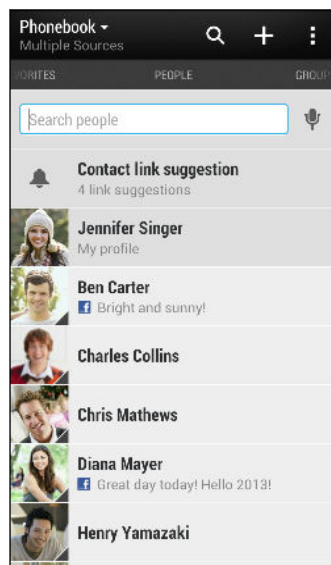 Phonebook
Multiple Sources
ORITES PEOPLE GROUP
Search people
Contact link suggestion
4 link suggestions
Jennifer Singer
My profile
Ben Carter
Bright and sunny!
Charles Collins
Chris Mathews
Diana Mayer
Great day today! Hello 2013!
Henry Yamazaki